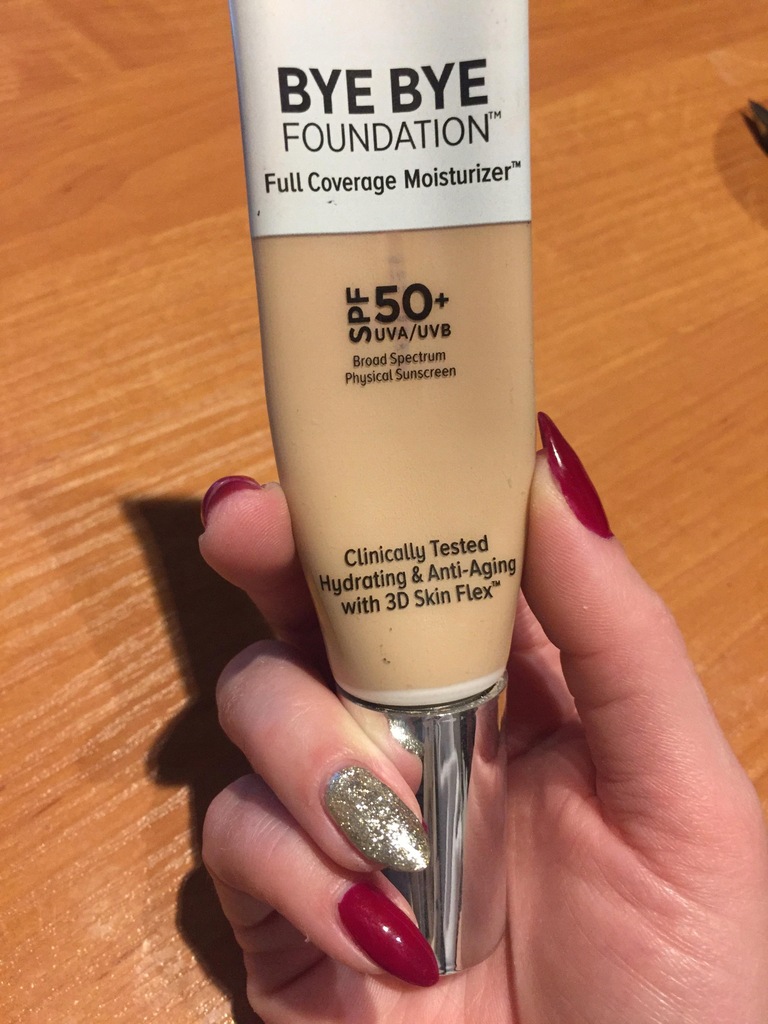 BYE BYE
FOUNDATION™
Full Coverage Moisturizer™
SPF 50+
UVA/UVB
Broad Spectrum
Physical Sunscreen
Clinically Tested
Hydrating & Anti-Aging
with 3D Skin Flex™